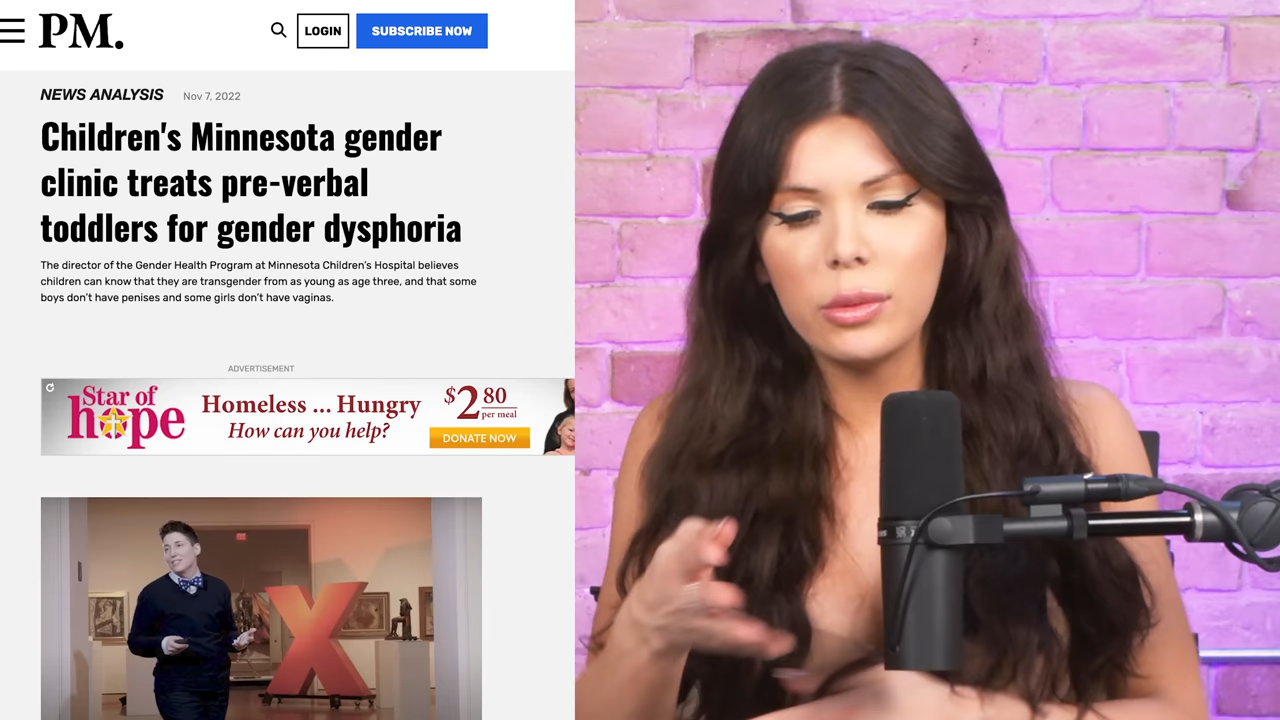 PM.
LOGIN
SUBSCRIBE NOW
NEWS ANALYSIS
Nov 7, 2022
Children's Minnesota gender
clinic treats pre-verbal
toddlers for gender dysphoria
The director of the Gender Health Program at Minnesota Children's Hospital believes
children can know that they are transgender from as young as age three, and that some
boys don't have penises and some girls don't have vaginas.
ADVERTISEMENT
Star of
hope
Homeless ... Hungry
How can you help?
$2 80
per meal
DONATE NOW
X